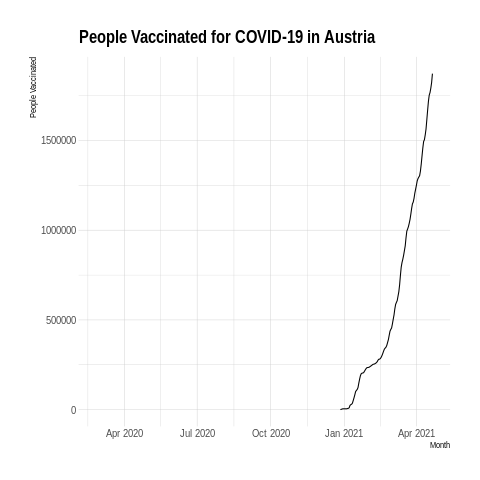 People Vaccinated for COVID-19 in Austria
People Vaccinated
1500000
1000000
500000
0
Apr 2020 Jul 2020 Oct 2020 Jan 2021 Apr 2021
Month